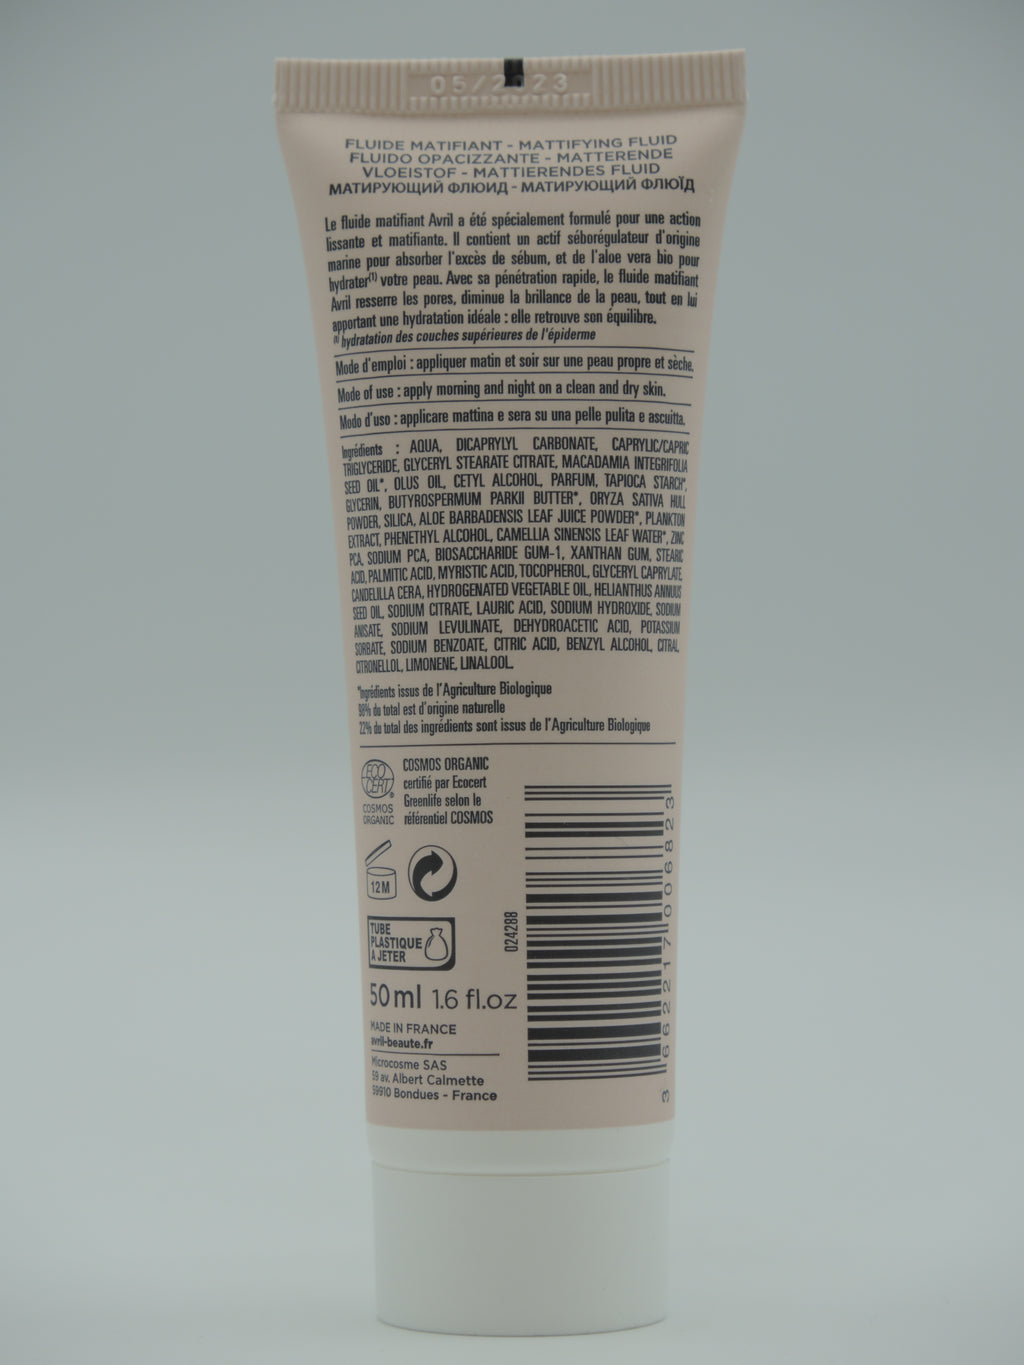 05/2023
FLUIDE MATIFIANT - MATTIFYING FLUID
FLUIDO OPACIZZANTE - MATTERENDE
VLOEISTOF - MATTIERENDES FLUID
МАТИРУЮЩИЙ ФЛЮИД - МАТИРУЮЩИЙ ФЛЮЇД
Le fluide matifiant Avril a été spécialement formulé pour une action
lissante et matifiante. Il contient un actif séborégulateur d'origine
marine pour absorber l'excès de sébum, et de l'aloe vera bio pour
hydrater(1) votre peau. Avec sa pénétration rapide, le fluide matifiant
Avril resserre les pores, diminue la brillance de la peau, tout en lui
apportant une hydratation idéale : elle retrouve son équilibre.
(1) hydratation des couches supérieures de l'épiderme
Mode d'emploi : appliquer matin et soir sur une peau propre et sèche.
Mode of use : apply morning and night on a clean and dry skin.
Modo d'uso : applicare mattina e sera su una pelle pulita e ascuitta.
Ingrédients : AQUA, DICAPRYLYL CARBONATE, CAPRYLIC/CAPRIC
TRIGLYCERIDE, GLYCERYL STEARATE CITRATE, MACADAMIA INTEGRIFOLIA
SEED OIL*, OLUS OIL, CETYL ALCOHOL, PARFUM, TAPIOCA STARCH*,
GLYCERIN, BUTYROSPERMUM PARKII BUTTER*, ORYZA SATIVA HULL
POWDER, SILICA, ALOE BARBADENSIS LEAF JUICE POWDER*, PLANKTON
EXTRACT, PHENETHYL ALCOHOL, CAMELLIA SINENSIS LEAF WATER*, ZINC
PCA, SODIUM PCA, BIOSACCHARIDE GUM-1, XANTHAN GUM, STEARIC
ACID, PALMITIC ACID, MYRISTIC ACID, TOCOPHEROL, GLYCERYL CAPRYLATE,
CANDELILLA CERA, HYDROGENATED VEGETABLE OIL, HELIANTHUS ANNUUS
SEED OIL, SODIUM CITRATE, LAURIC ACID, SODIUM HYDROXIDE, SODIUM
ANISATE, SODIUM LEVULINATE, DEHYDROACETIC ACID, POTASSIUM
SORBATE, SODIUM BENZOATE, CITRIC ACID, BENZYL ALCOHOL, CITRAL,
CITRONELLOL, LIMONENE, LINALOOL.
*Ingrédients issus de l'Agriculture Biologique
98% du total est d'origine naturelle
22% du total des ingrédients sont issus de l'Agriculture Biologique
ECO
CERT®
COSMOS
ORGANIC
COSMOS ORGANIC
certifié par Ecocert
Greenlife selon le
référentiel COSMOS
12M
TUBE
PLASTIQUE
A JETER
024288
3 662217 006823
50 ml 1.6 fl.oz
MADE IN FRANCE
avril-beaute.fr
Microcosme SAS
59 av. Albert Calmette
59910 Bondues - France